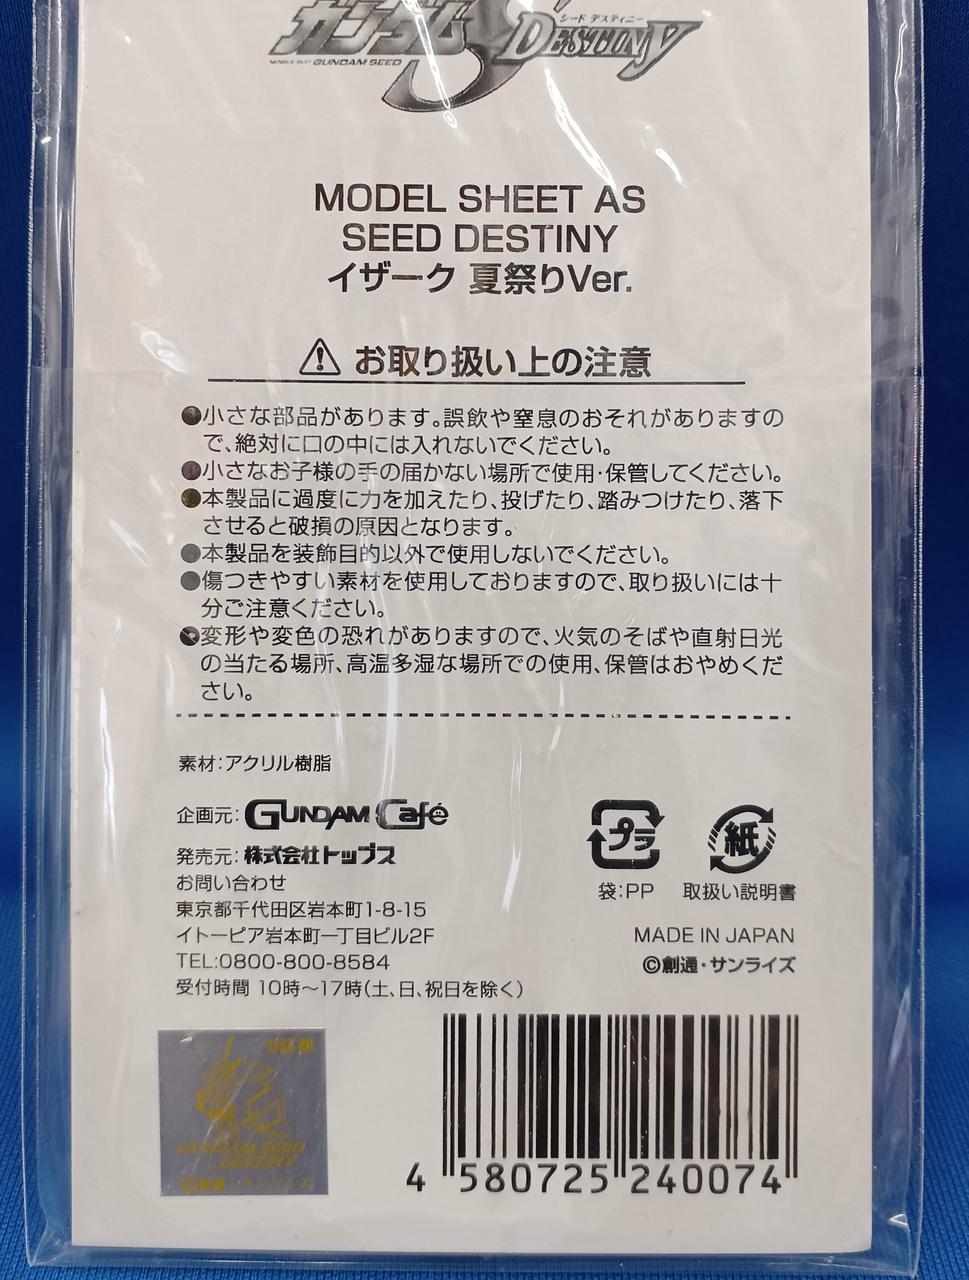 ガンダム SEED DESTINY
シード デスティニー
GUNDAM SEED
MODEL SHEET AS
SEED DESTINY
イザーク 夏祭りVer.
⚠ お取り扱い上の注意
●小さな部品があります。誤飲や窒息のおそれがありますの
で、絶対に口の中には入れないでください。
●小さなお子様の手の届かない場所で使用・保管してください。
●本製品に過度に力を加えたり、投げたり、踏みつけたり、落下
させると破損の原因となります。
●本製品を装飾目的以外で使用しないでください。
●傷つきやすい素材を使用しておりますので、取り扱いには十
分ご注意ください。
●変形や変色の恐れがありますので、火気のそばや直射日光
の当たる場所、高温多湿な場所での使用、保管はおやめくだ
さい。
素材:アクリル樹脂
企画元:GUNDAM Café
発売元:株式会社トップス
お問い合わせ
東京都千代田区岩本町1-8-15
イトーピア岩本町一丁目ビル2F
TEL:0800-800-8584
受付時間 10時～17時(土、日、祝日を除く)
プラ
袋:PP
紙
取扱い説明書
MADE IN JAPAN
©創通・サンライズ
GUNDAM SEED
DESTINY
©創通・サンライズ
4 580725 240074